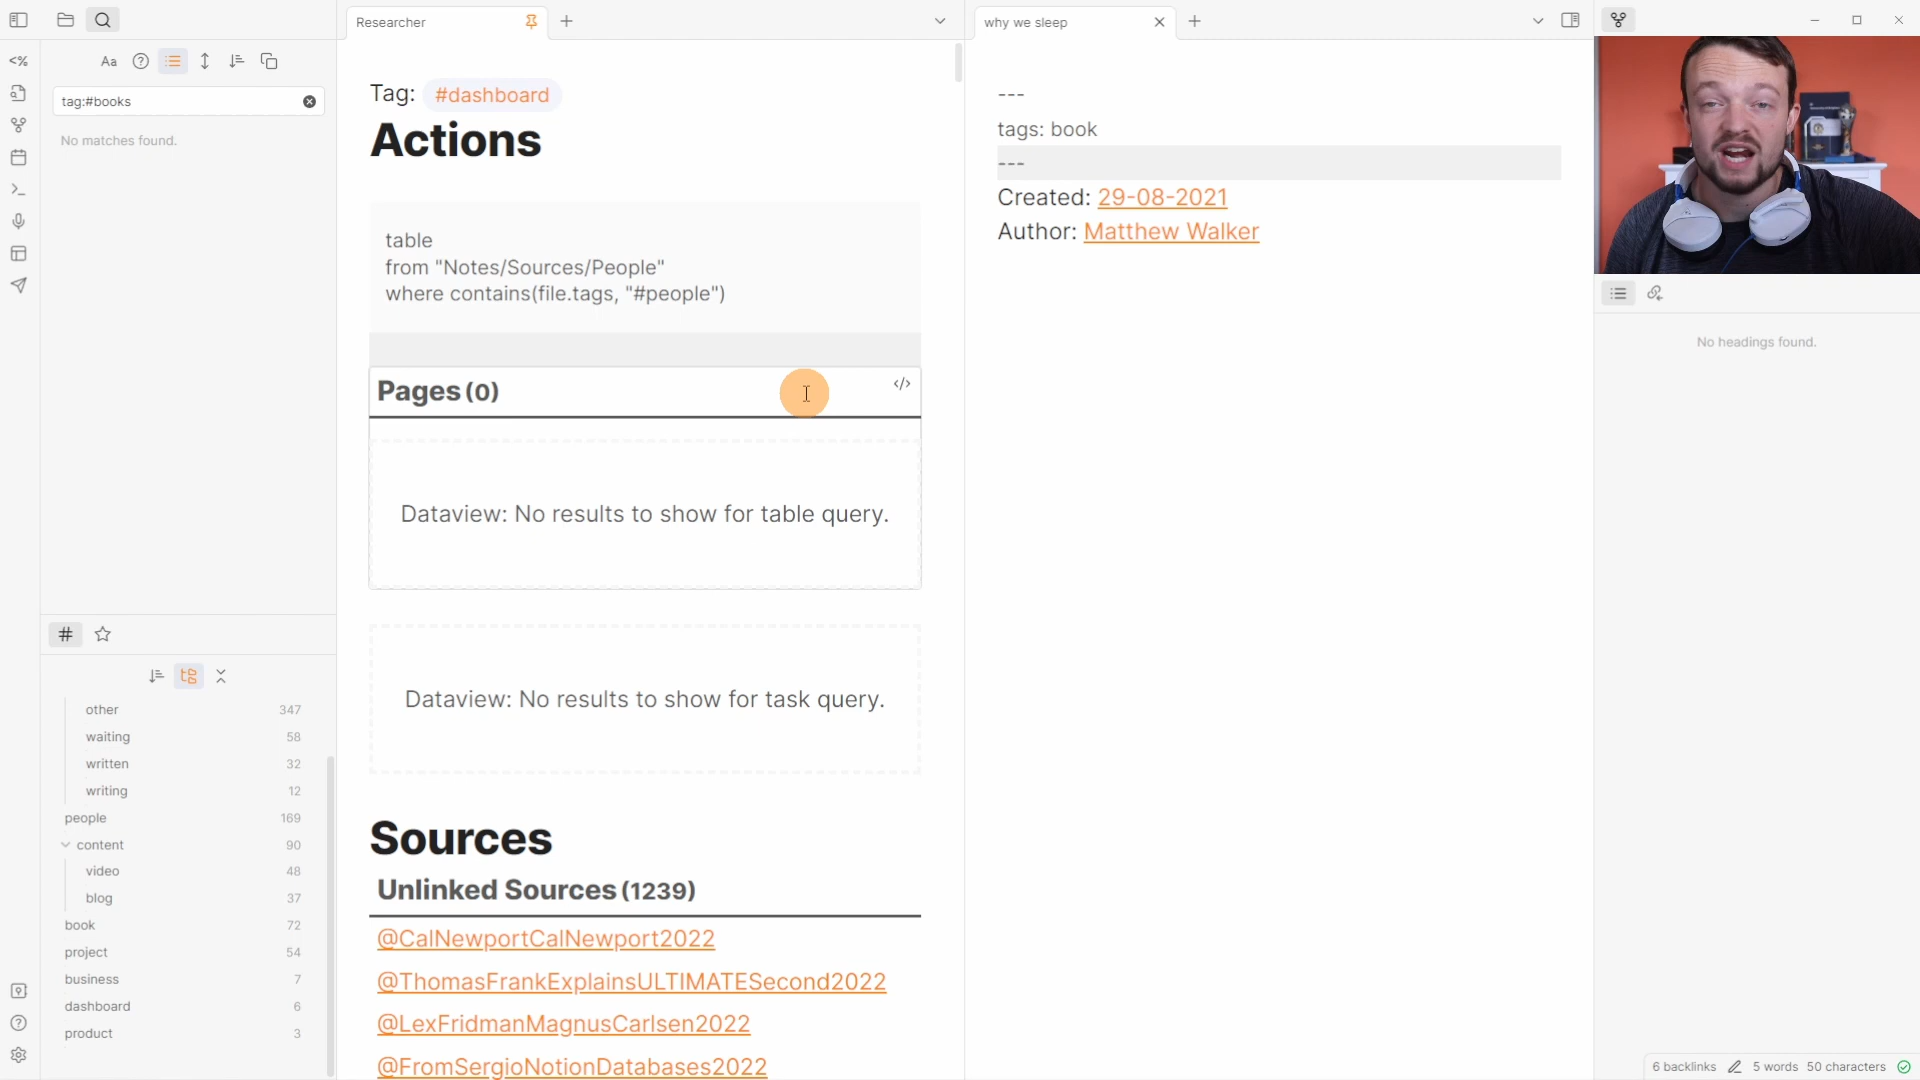 Researcher
why we sleep
Aa
tag:#books
No matches found.
other 347
waiting 58
written 32
writing 12
people 169
content 90
video 48
blog 37
book 72
project 54
business 7
dashboard 6
product 3
Tag: #dashboard
Actions
table
from "Notes/Sources/People"
where contains(file.tags, "#people")
Pages (0)
</>
Dataview: No results to show for table query.
Dataview: No results to show for task query.
Sources
Unlinked Sources (1239)
@CalNewportCalNewport2022
@ThomasFrankExplainsULTIMATESecond2022
@LexFridmanMagnusCarlsen2022
@FromSergioNotionDatabases2022
---
tags: book
---
Created: 29-08-2021
Author: Matthew Walker
No headings found.
6 backlinks 5 words 50 characters